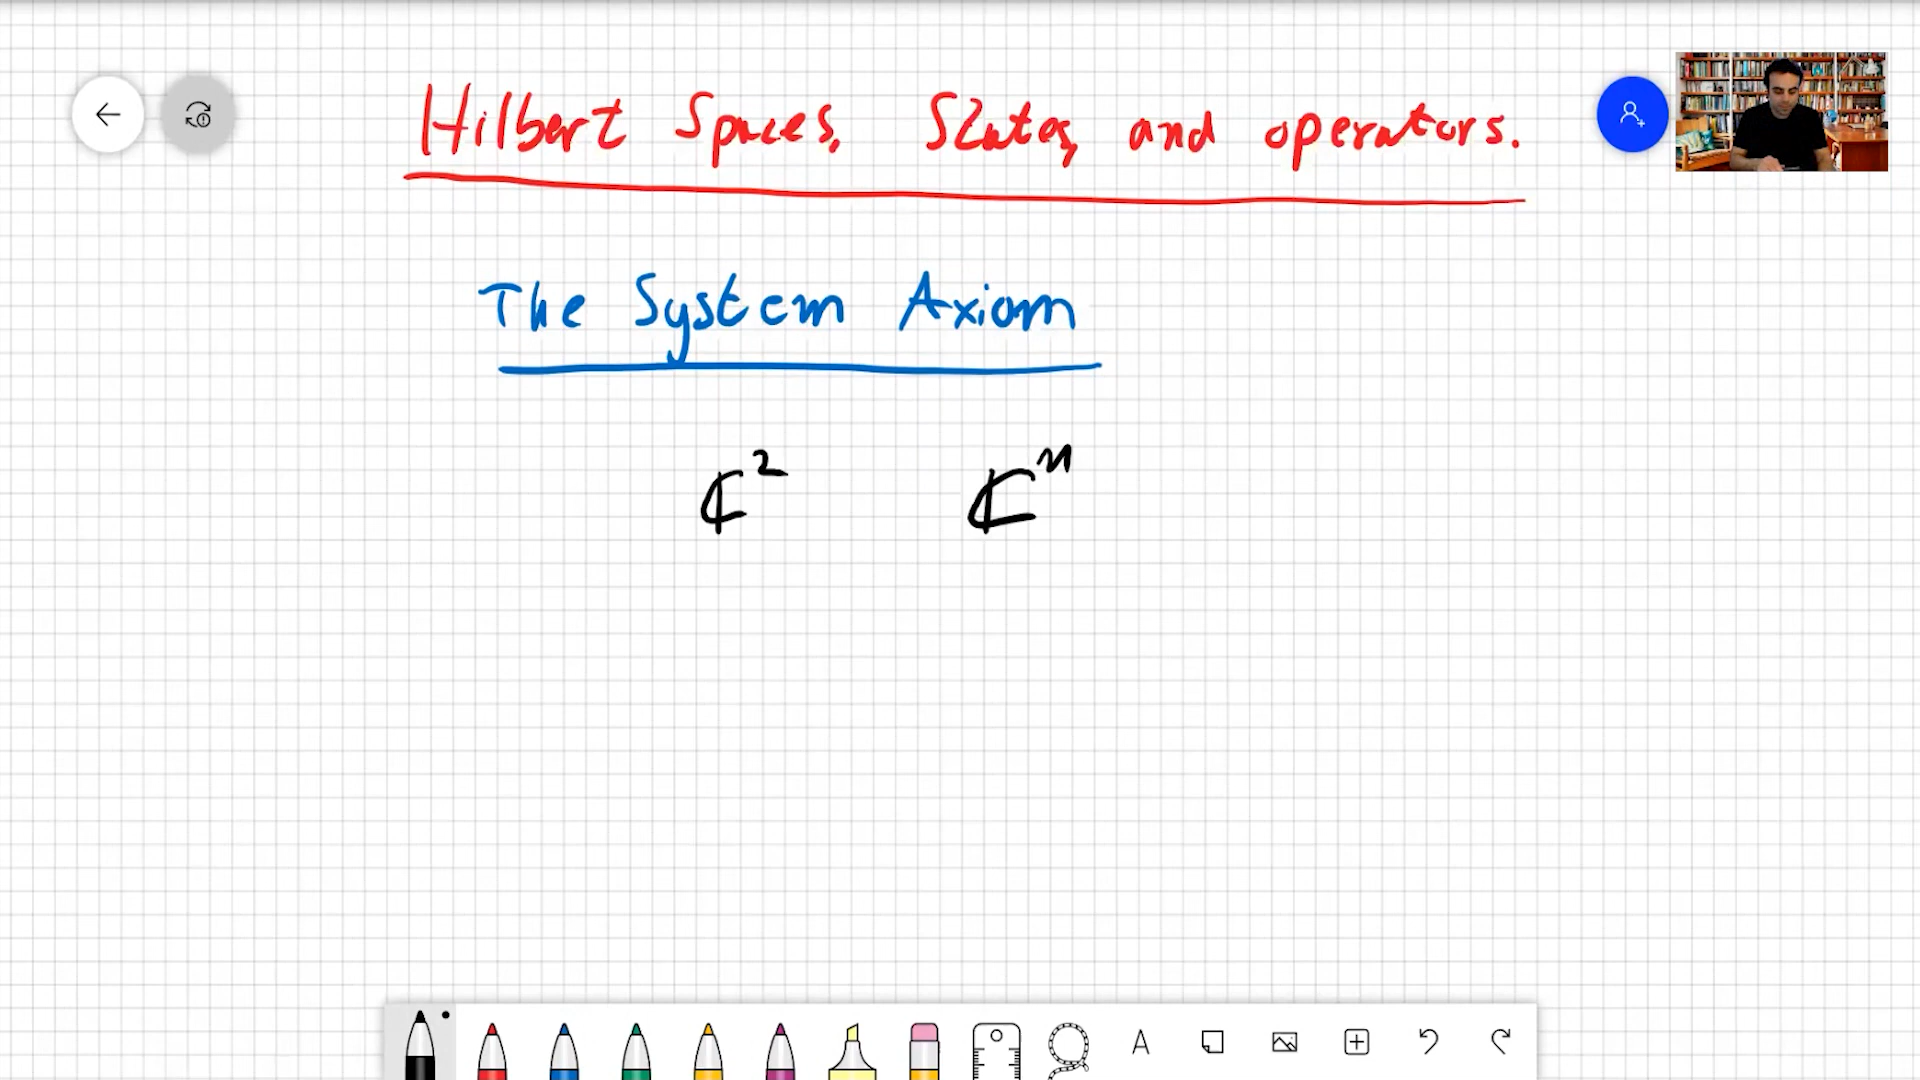 Hilbert Spaces, States, and operators.
The System Axiom
ℂ² ℂⁿ
A